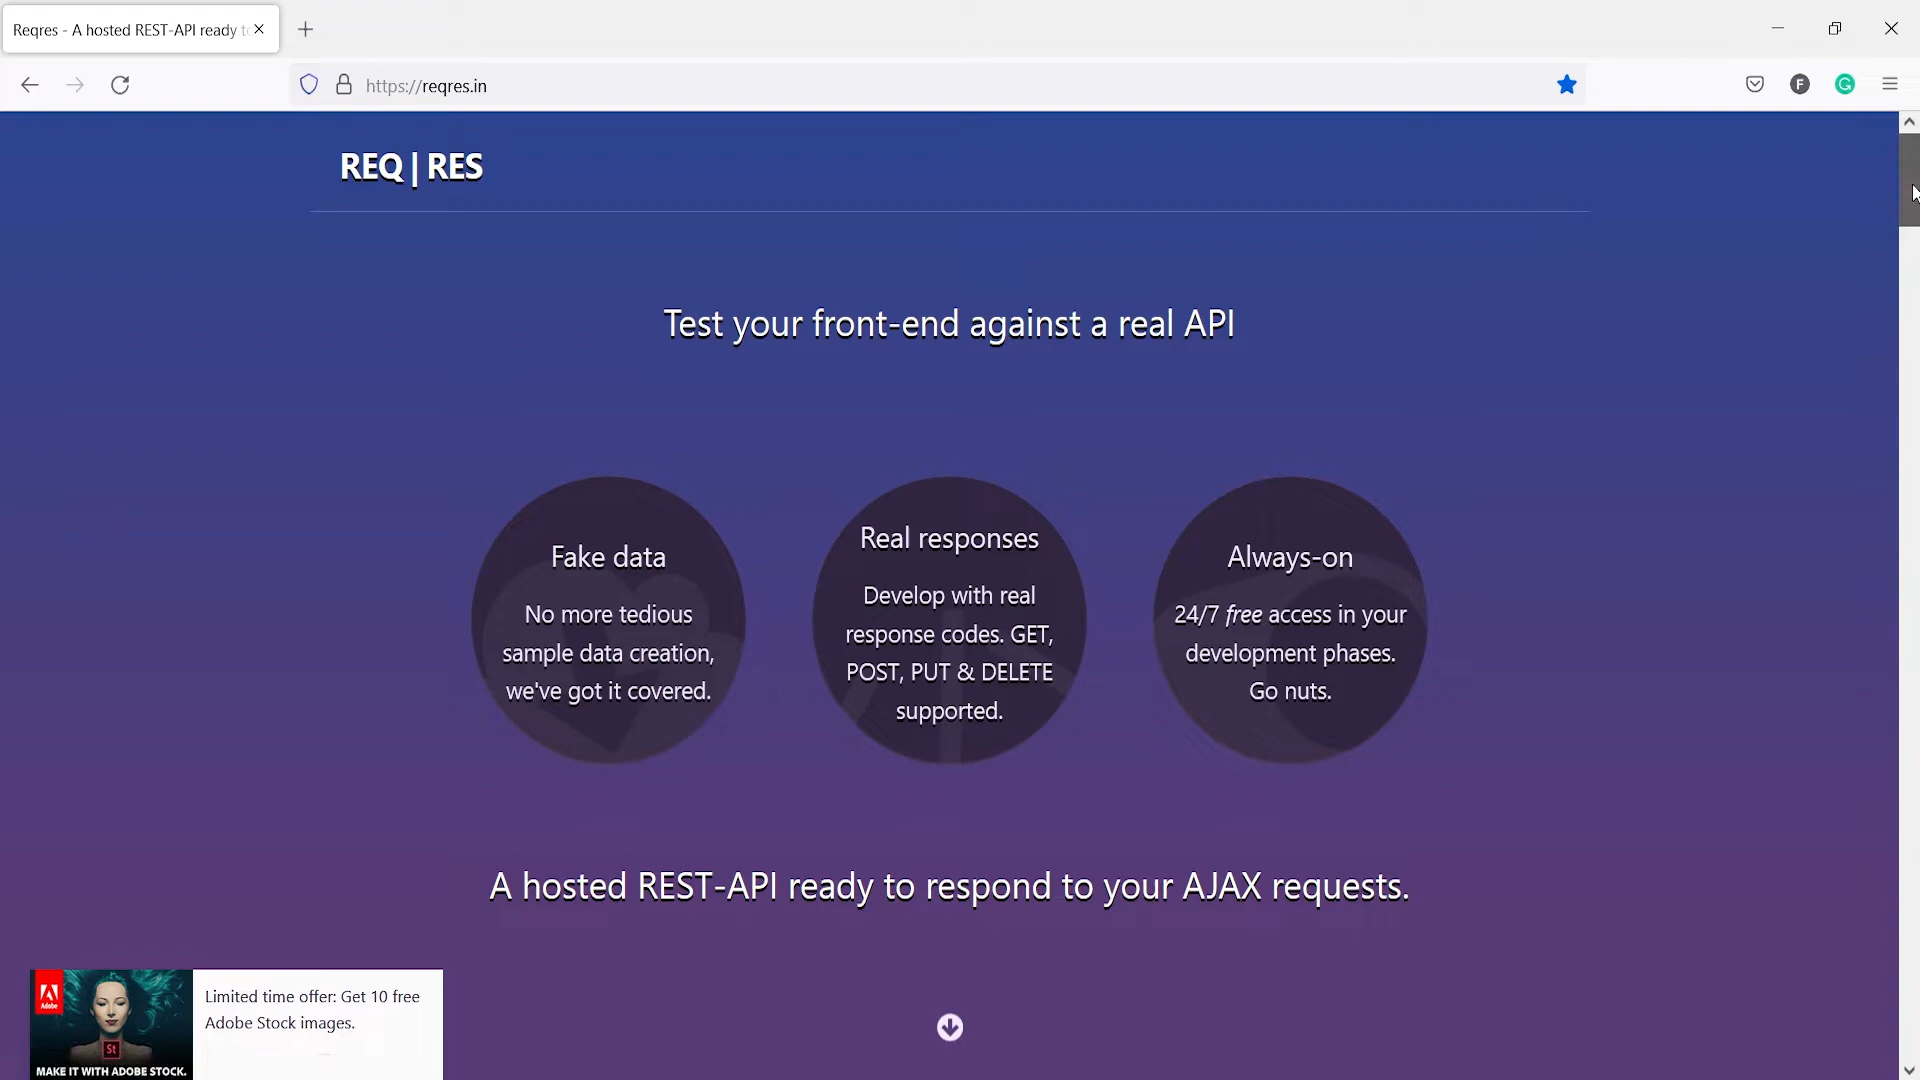 Reqres - A hosted REST-API ready to
https://reqres.in
F
G
REQ | RES
Test your front-end against a real API
Fake data
No more tedious
sample data creation,
we've got it covered.
Real responses
Develop with real
response codes. GET,
POST, PUT & DELETE
supported.
Always-on
24/7 free access in your
development phases.
Go nuts.
A hosted REST-API ready to respond to your AJAX requests.
Adobe
St
MAKE IT WITH ADOBE STOCK.
Limited time offer: Get 10 free
Adobe Stock images.